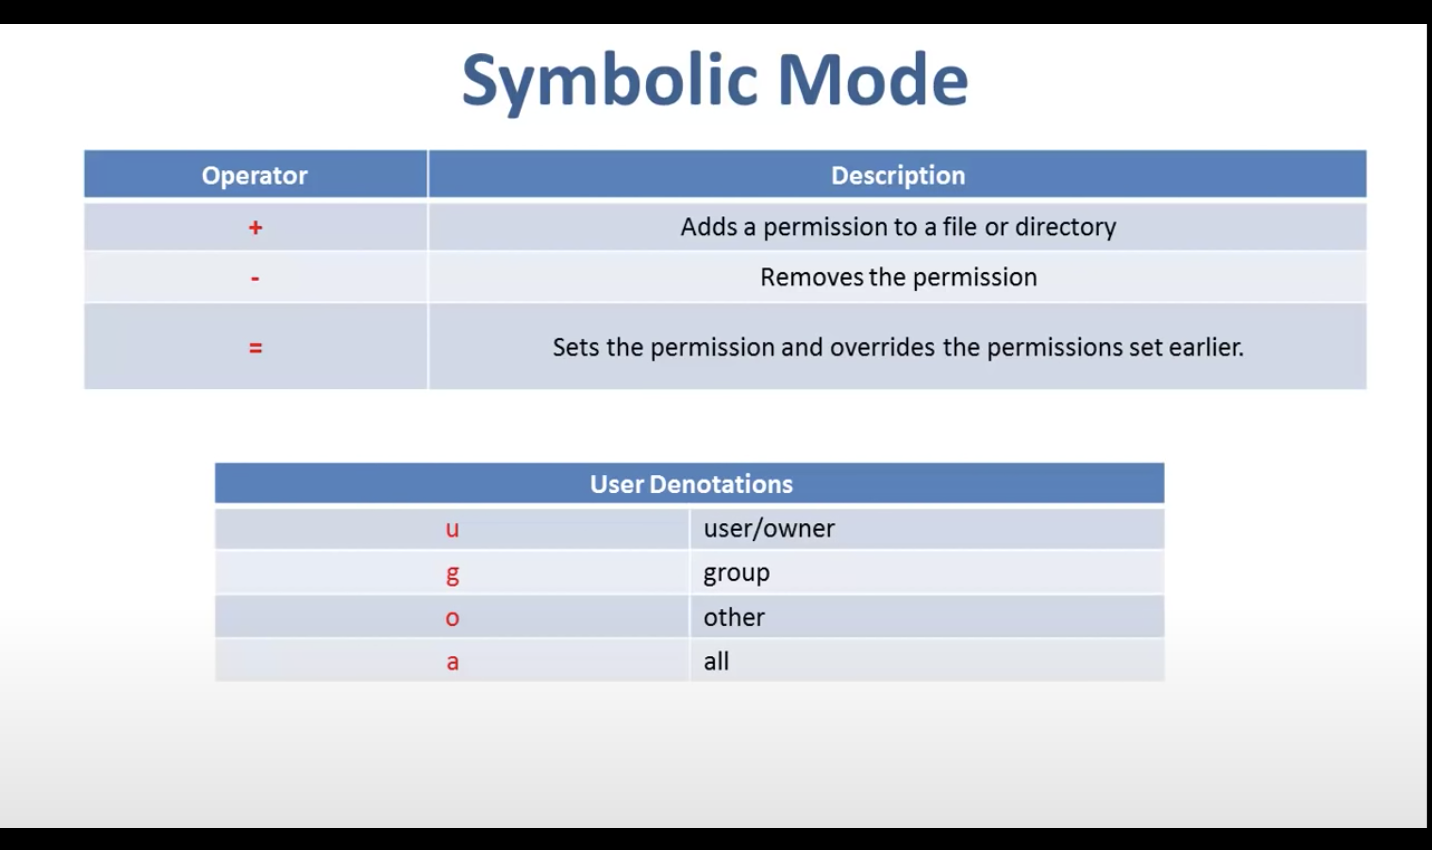 Symbolic Mode
Operator Description
+ Adds a permission to a file or directory
- Removes the permission
= Sets the permission and overrides the permissions set earlier.
User Denotations
u user/owner
g group
o other
a all